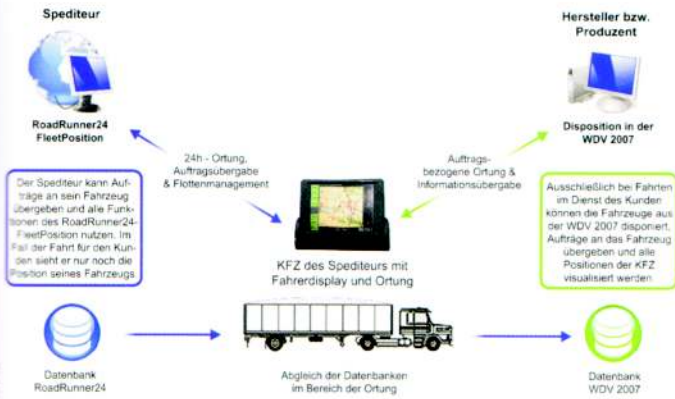 Spediteur
RoadRunner24
FleetPosition
Hersteller bzw.
Produzent
Disposition in der
WDV 2007
24h - Ortung,
Auftragsübergabe
& Flottenmanagement
Auftrags-
bezogene Ortung &
Informationsübergabe
Der Spediteur kann Auf-
träge an sein Fahrzeug
übergeben und alle Funk-
tionen des RoadRunner24-
FleetPosition nutzen. Im
Fall der Fahrt für den Kun-
den sieht er nur noch die
Position seines Fahrzeugs.
KFZ des Spediteurs mit
Fahrerdisplay und Ortung
Ausschließlich bei Fahrten
im Dienst des Kunden
können die Fahrzeuge aus
der WDV 2007 disponiert,
Aufträge an das Fahrzeug
übergeben und alle
Positionen der KFZ
visualisiert werden
Datenbank
RoadRunner24
Abgleich der Datenbanken
im Bereich der Ortung
Datenbank
WDV 2007